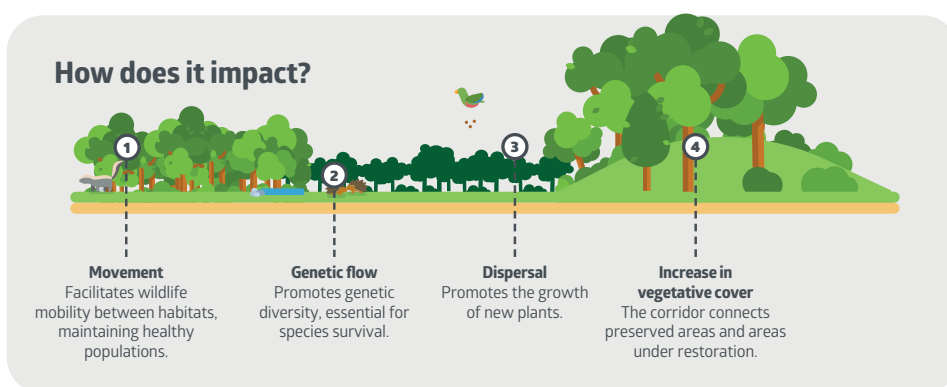 How does it impact?
1
2
3
4
Movement
Facilitates wildlife
mobility between habitats,
maintaining healthy
populations.
Genetic flow
Promotes genetic
diversity, essential for
species survival.
Dispersal
Promotes the growth
of new plants.
Increase in
vegetative cover
The corridor connects
preserved areas and areas
under restoration.